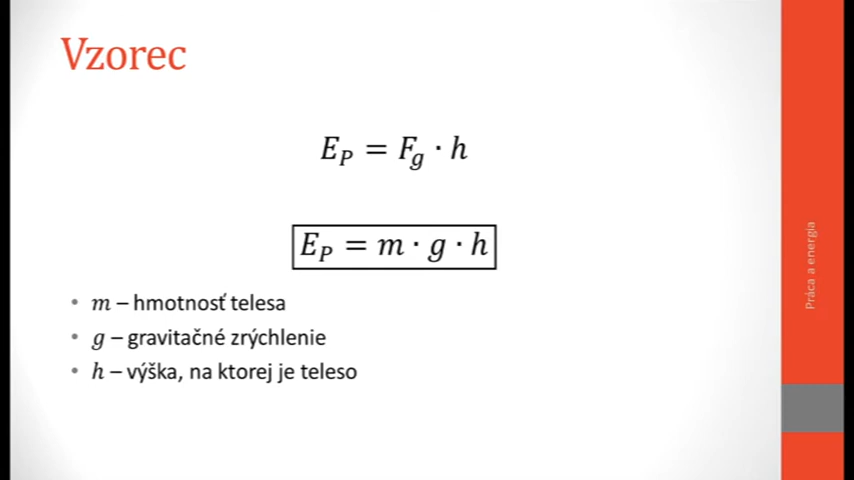 Vzorec
E_P = F_g · h
E_P = m · g · h
• m – hmotnosť telesa
• g – gravitačné zrýchlenie
• h – výška, na ktorej je teleso
Práca a energia